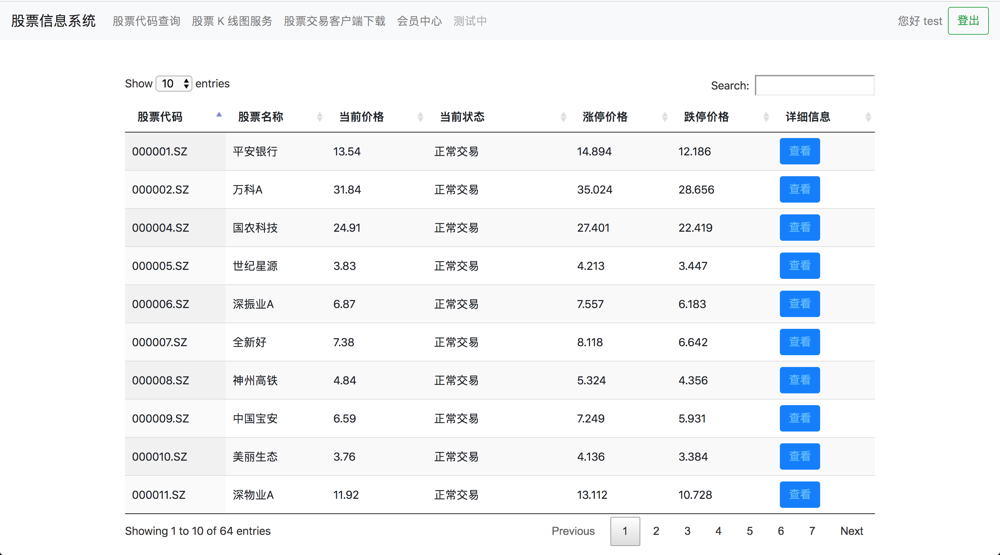 股票信息系统 股票代码查询 股票 K 线图服务 股票交易客户端下载 会员中心 测试中 您好 test 登出
Show 10 entries Search:
股票代码 股票名称 当前价格 当前状态 涨停价格 跌停价格 详细信息
000001.SZ 平安银行 13.54 正常交易 14.894 12.186 查看
000002.SZ 万科A 31.84 正常交易 35.024 28.656 查看
000004.SZ 国农科技 24.91 正常交易 27.401 22.419 查看
000005.SZ 世纪星源 3.83 正常交易 4.213 3.447 查看
000006.SZ 深振业A 6.87 正常交易 7.557 6.183 查看
000007.SZ 全新好 7.38 正常交易 8.118 6.642 查看
000008.SZ 神州高铁 4.84 正常交易 5.324 4.356 查看
000009.SZ 中国宝安 6.59 正常交易 7.249 5.931 查看
000010.SZ 美丽生态 3.76 正常交易 4.136 3.384 查看
000011.SZ 深物业A 11.92 正常交易 13.112 10.728 查看
Showing 1 to 10 of 64 entries Previous 1 2 3 4 5 6 7 Next